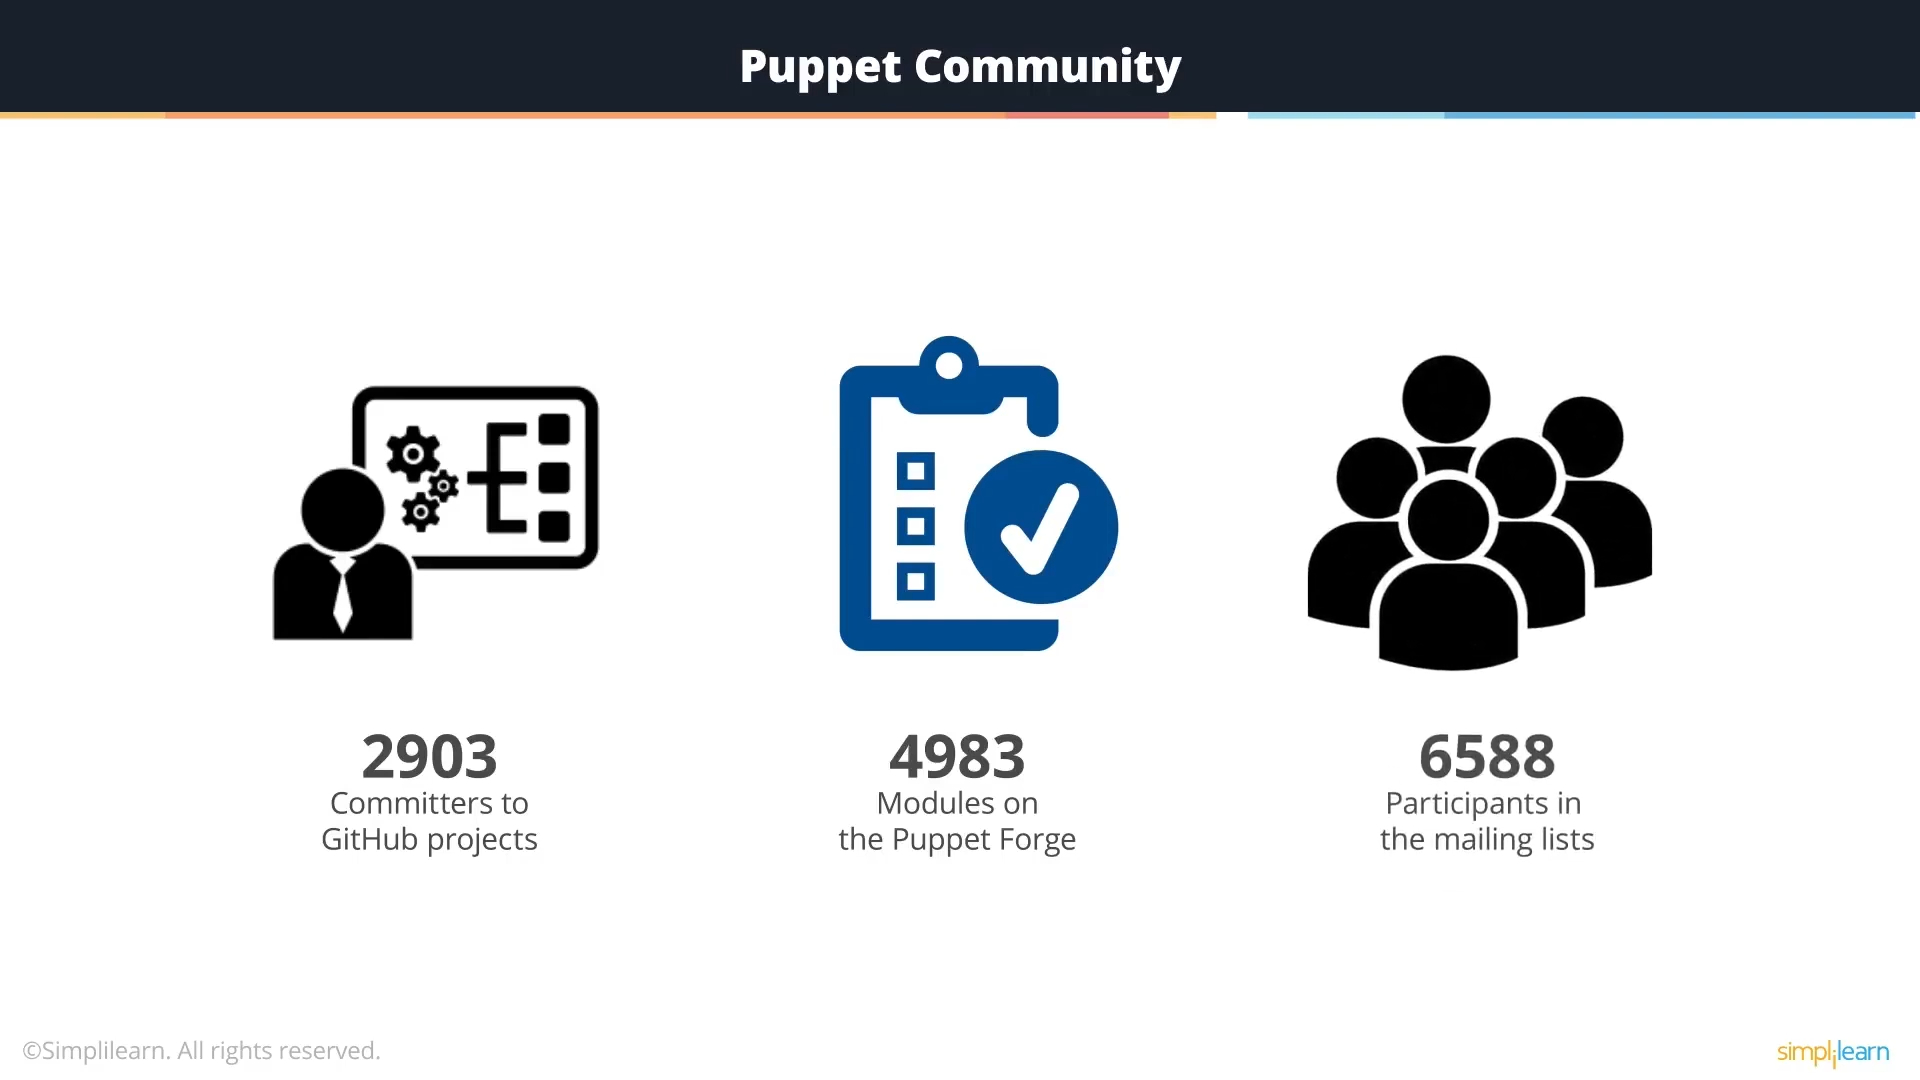 Puppet Community
2903
Committers to
GitHub projects
4983
Modules on
the Puppet Forge
6588
Participants in
the mailing lists
©Simplilearn. All rights reserved.
simplilearn